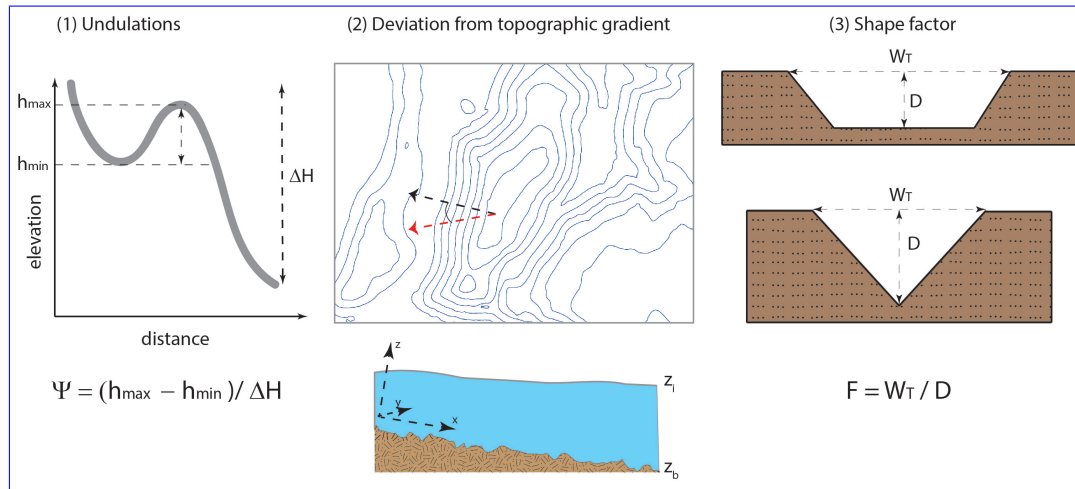 (1) Undulations
hmax
hmin
ΔH
elevation
distance
Ψ = (hmax − hmin)/ ΔH
(2) Deviation from topographic gradient
z
y
x
Zi
Zb
(3) Shape factor
WT
D
WT
D
F = WT / D